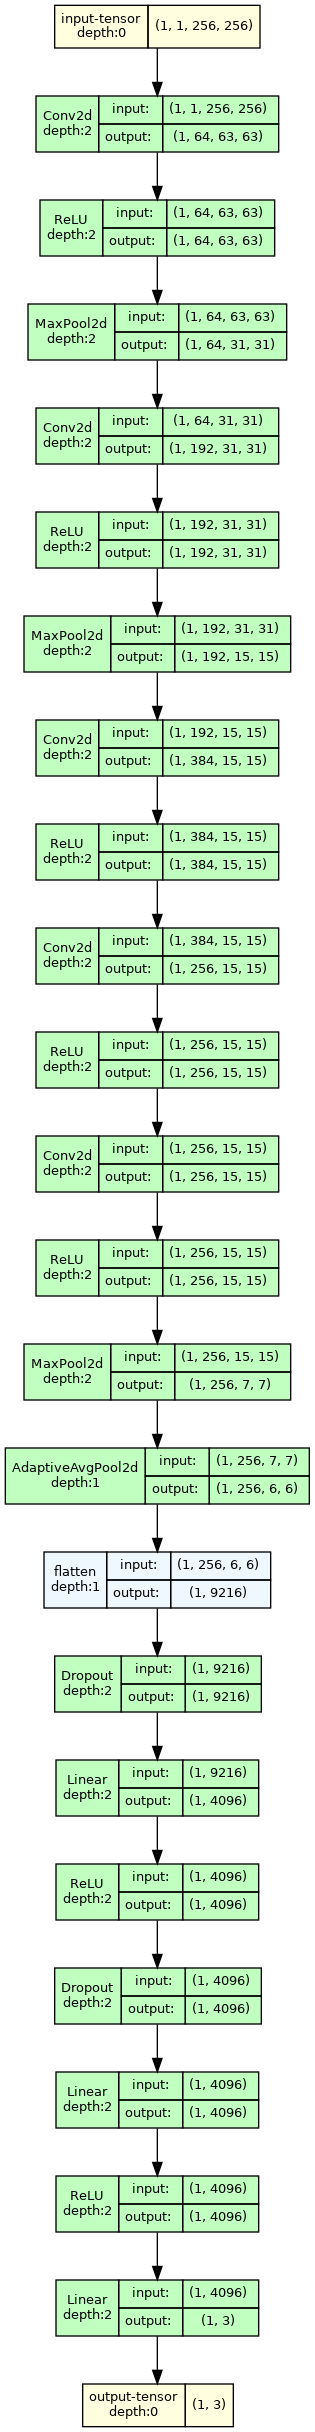 input-tensor
depth:0
(1, 1, 256, 256)
Conv2d
depth:2
input:
(1, 1, 256, 256)
output:
(1, 64, 63, 63)
ReLU
depth:2
input:
(1, 64, 63, 63)
output:
(1, 64, 63, 63)
MaxPool2d
depth:2
input:
(1, 64, 63, 63)
output:
(1, 64, 31, 31)
Conv2d
depth:2
input:
(1, 64, 31, 31)
output:
(1, 192, 31, 31)
ReLU
depth:2
input:
(1, 192, 31, 31)
output:
(1, 192, 31, 31)
MaxPool2d
depth:2
input:
(1, 192, 31, 31)
output:
(1, 192, 15, 15)
Conv2d
depth:2
input:
(1, 192, 15, 15)
output:
(1, 384, 15, 15)
ReLU
depth:2
input:
(1, 384, 15, 15)
output:
(1, 384, 15, 15)
Conv2d
depth:2
input:
(1, 384, 15, 15)
output:
(1, 256, 15, 15)
ReLU
depth:2
input:
(1, 256, 15, 15)
output:
(1, 256, 15, 15)
Conv2d
depth:2
input:
(1, 256, 15, 15)
output:
(1, 256, 15, 15)
ReLU
depth:2
input:
(1, 256, 15, 15)
output:
(1, 256, 15, 15)
MaxPool2d
depth:2
input:
(1, 256, 15, 15)
output:
(1, 256, 7, 7)
AdaptiveAvgPool2d
depth:1
input:
(1, 256, 7, 7)
output:
(1, 256, 6, 6)
flatten
depth:1
input:
(1, 256, 6, 6)
output:
(1, 9216)
Dropout
depth:2
input:
(1, 9216)
output:
(1, 9216)
Linear
depth:2
input:
(1, 9216)
output:
(1, 4096)
ReLU
depth:2
input:
(1, 4096)
output:
(1, 4096)
Dropout
depth:2
input:
(1, 4096)
output:
(1, 4096)
Linear
depth:2
input:
(1, 4096)
output:
(1, 4096)
ReLU
depth:2
input:
(1, 4096)
output:
(1, 4096)
Linear
depth:2
input:
(1, 4096)
output:
(1, 3)
output-tensor
depth:0
(1, 3)